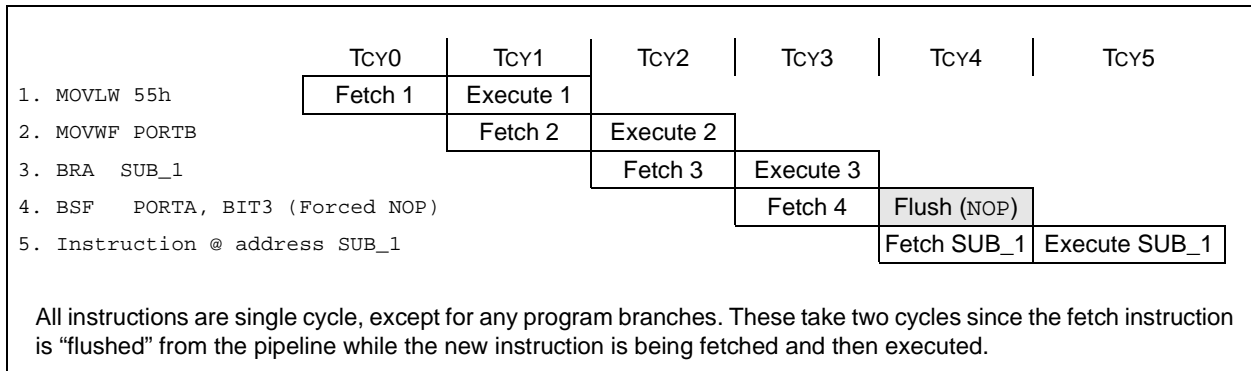 TCY0 TCY1 TCY2 TCY3 TCY4 TCY5
1. MOVLW 55h Fetch 1 Execute 1
2. MOVWF PORTB Fetch 2 Execute 2
3. BRA SUB_1 Fetch 3 Execute 3
4. BSF PORTA, BIT3 (Forced NOP) Fetch 4 Flush (NOP)
5. Instruction @ address SUB_1 Fetch SUB_1 Execute SUB_1
All instructions are single cycle, except for any program branches. These take two cycles since the fetch instruction
is “flushed” from the pipeline while the new instruction is being fetched and then executed.